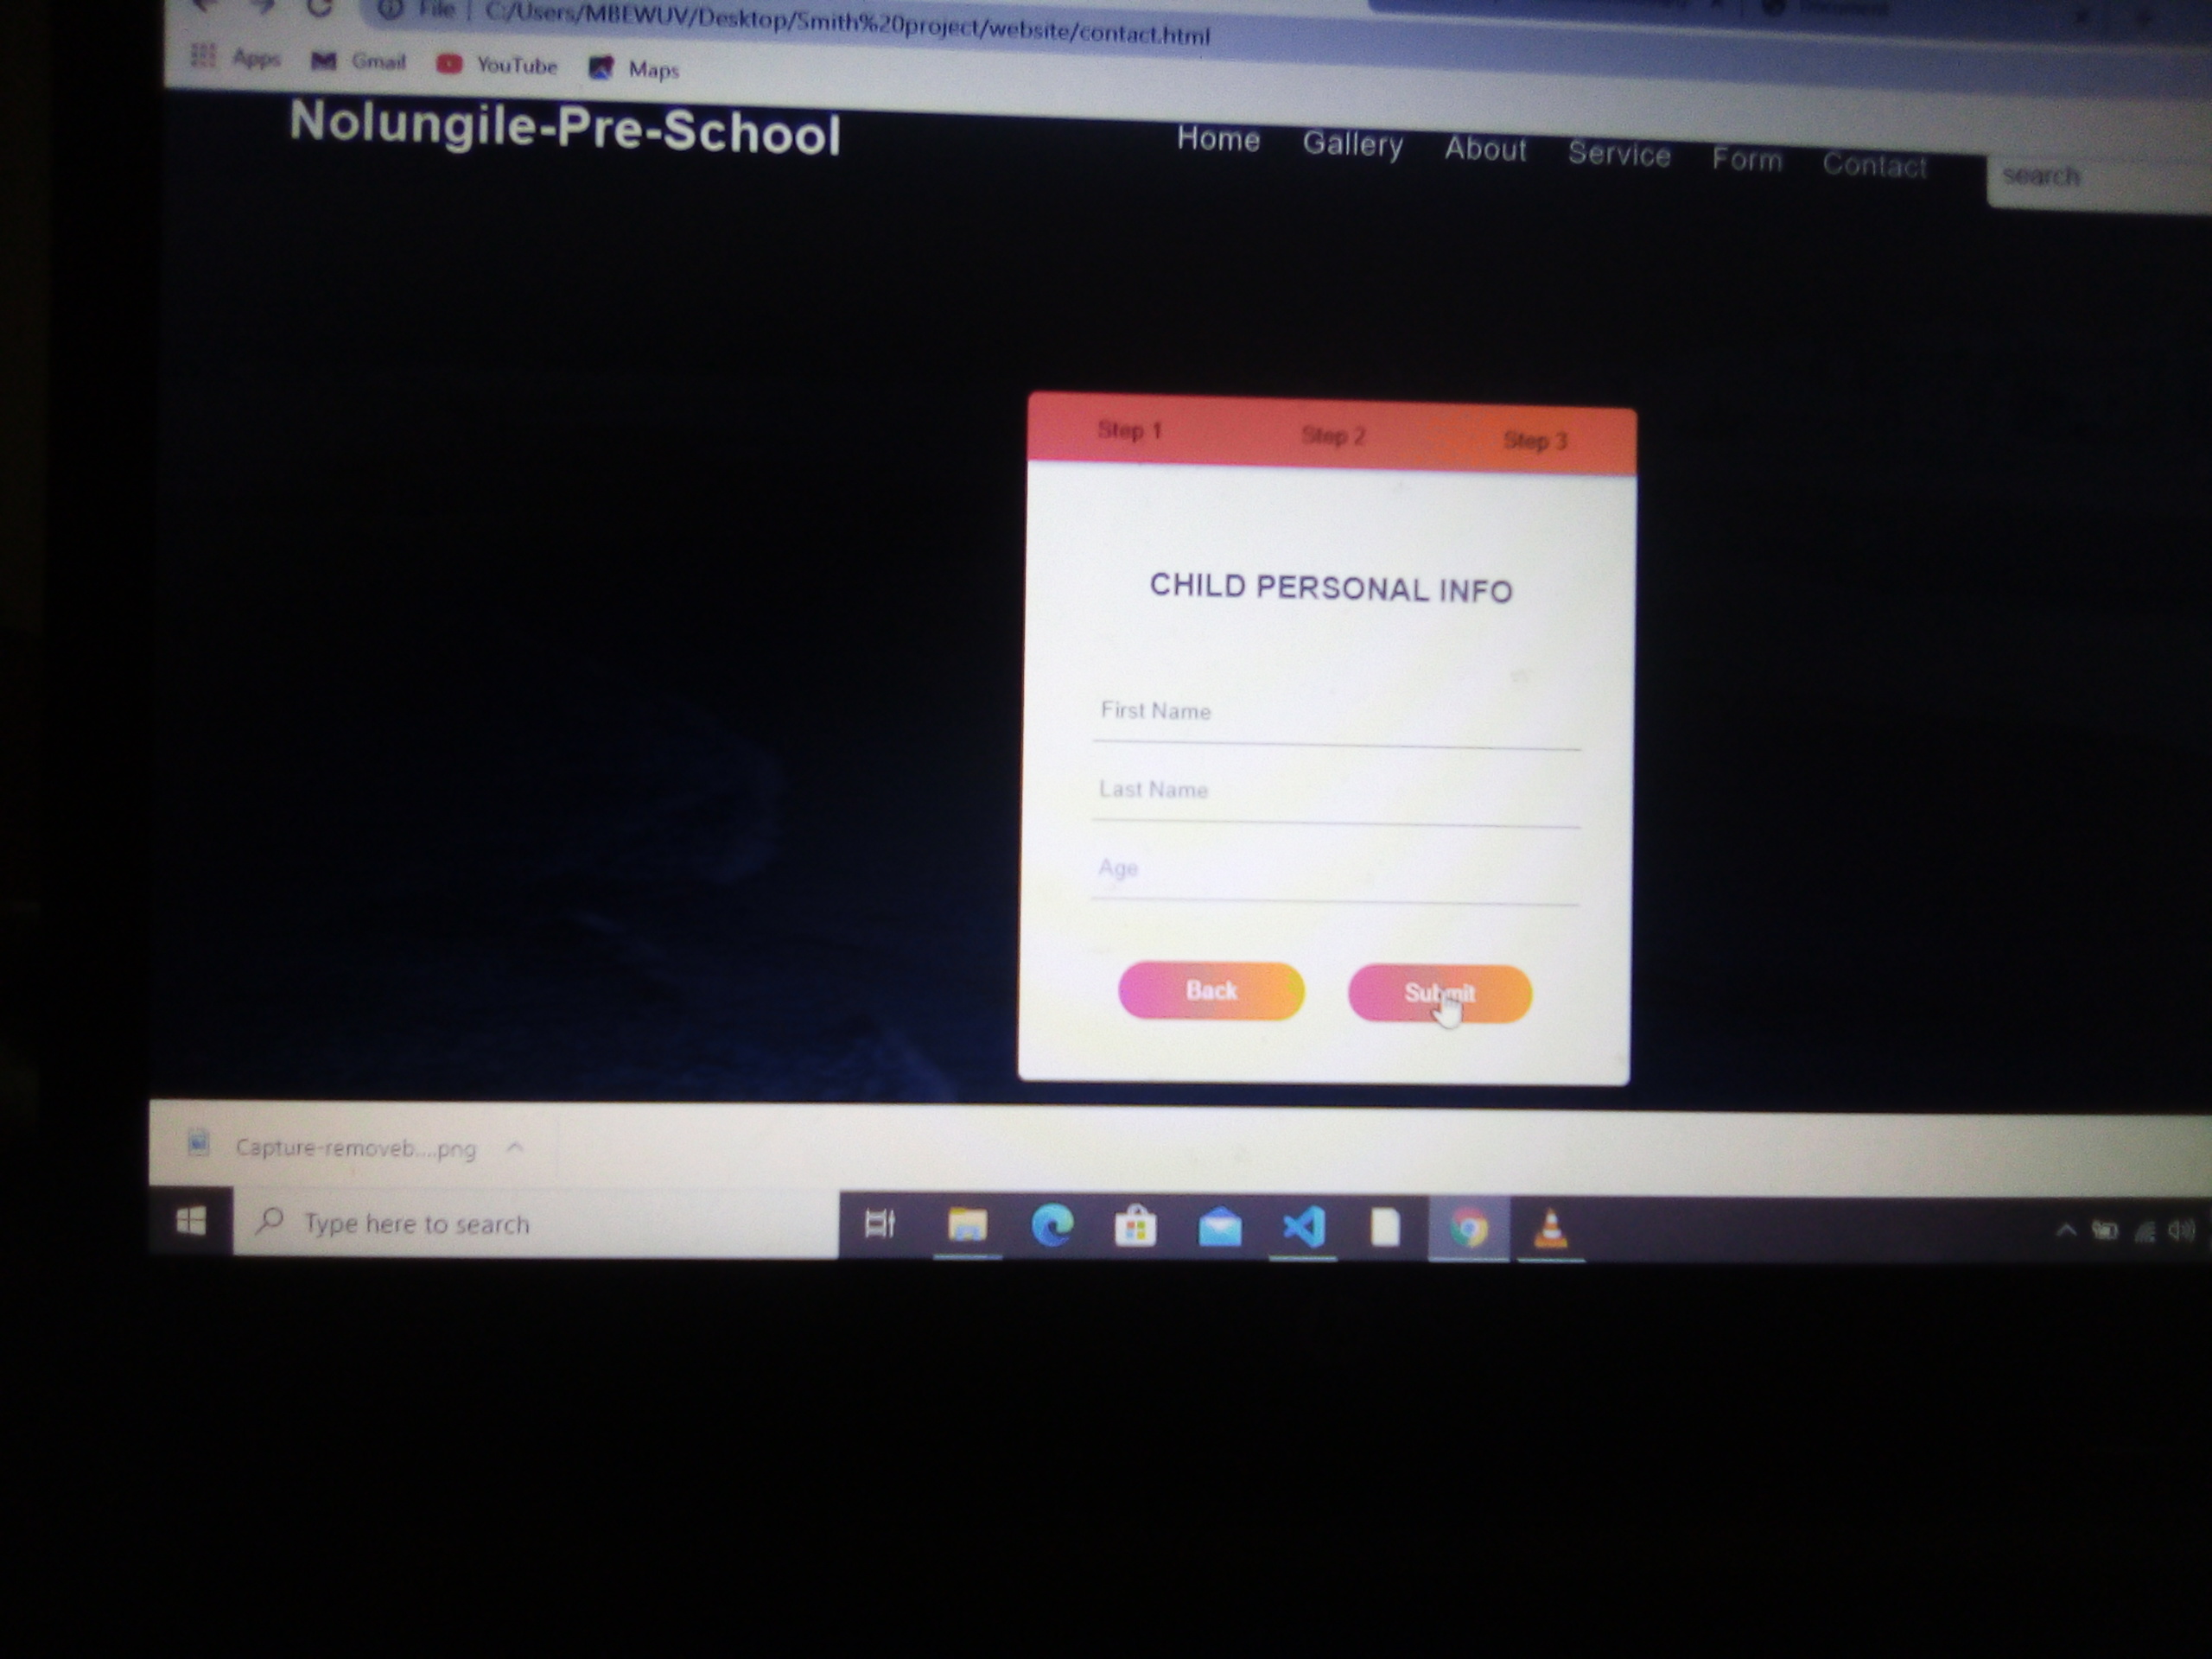 File | C:/Users/MBEWUV/Desktop/Smith%20project/website/contact.html
Apps Gmail YouTube Maps
Nolungile-Pre-School
Home Gallery About Service Form Contact search
Step 1 Step 2 Step 3
CHILD PERSONAL INFO
First Name
Last Name
Age
Back Submit
Capture-removeb....png
Type here to search